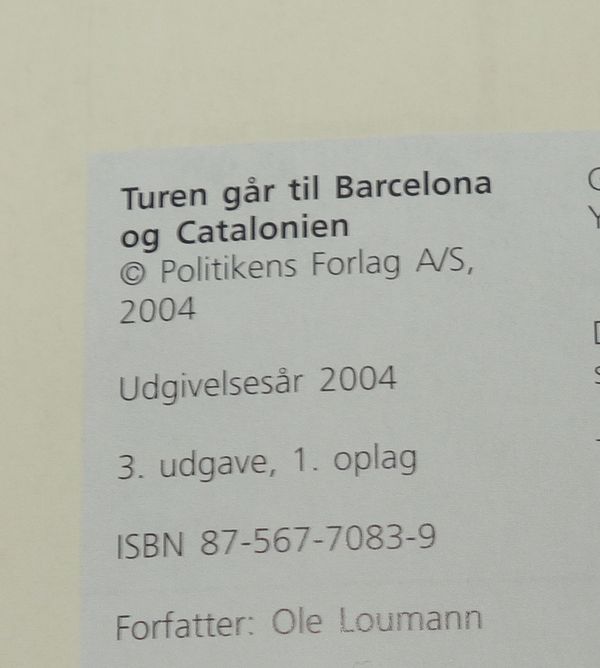 Turen går til Barcelona
og Catalonien
© Politikens Forlag A/S,
2004
Udgivelsesår 2004
3. udgave, 1. oplag
ISBN 87-567-7083-9
Forfatter: Ole Loumann